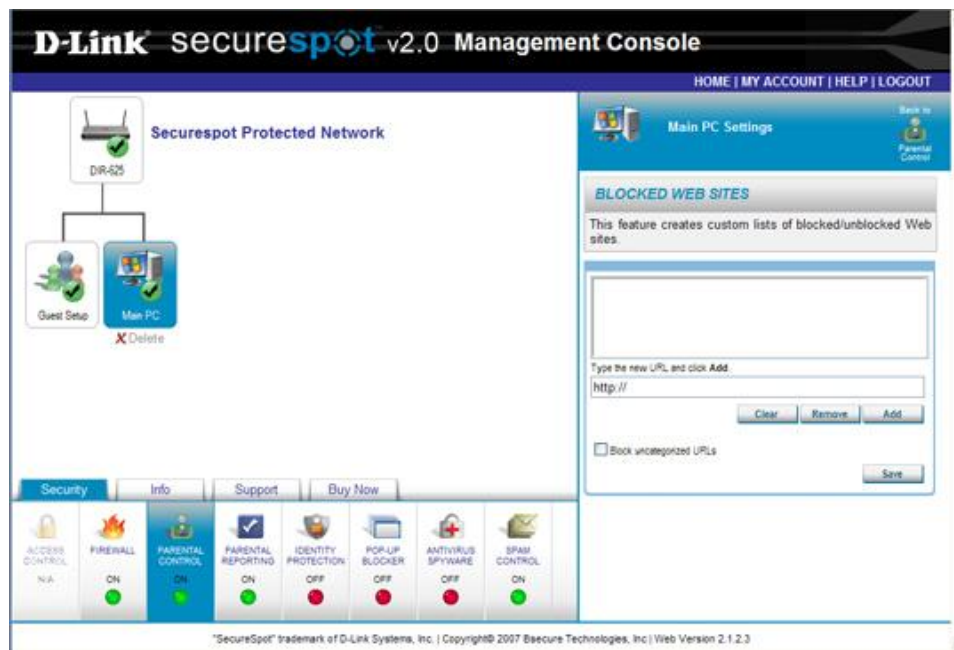 D-Link securespot v2.0 Management Console
HOME | MY ACCOUNT | HELP | LOGOUT
DIR-625
Securespot Protected Network
Guest Setup
Main PC
X Delete
Main PC Settings
Back to
Parental
Control
BLOCKED WEB SITES
This feature creates custom lists of blocked/unblocked Web
sites.
Type the new URL and click Add.
http://
Clear Remove Add
Block uncategorized URLs
Save
Security Info Support Buy Now
ACCESS CONTROL
N/A
FIREWALL
ON
PARENTAL CONTROL
ON
PARENTAL REPORTING
ON
IDENTITY PROTECTION
OFF
POP-UP BLOCKER
OFF
ANTIVIRUS SPYWARE
OFF
SPAM CONTROL
ON
"SecureSpot" trademark of D-Link Systems, Inc. | Copyright© 2007 Bsecure Technologies, Inc | Web Version 2.1.2.3